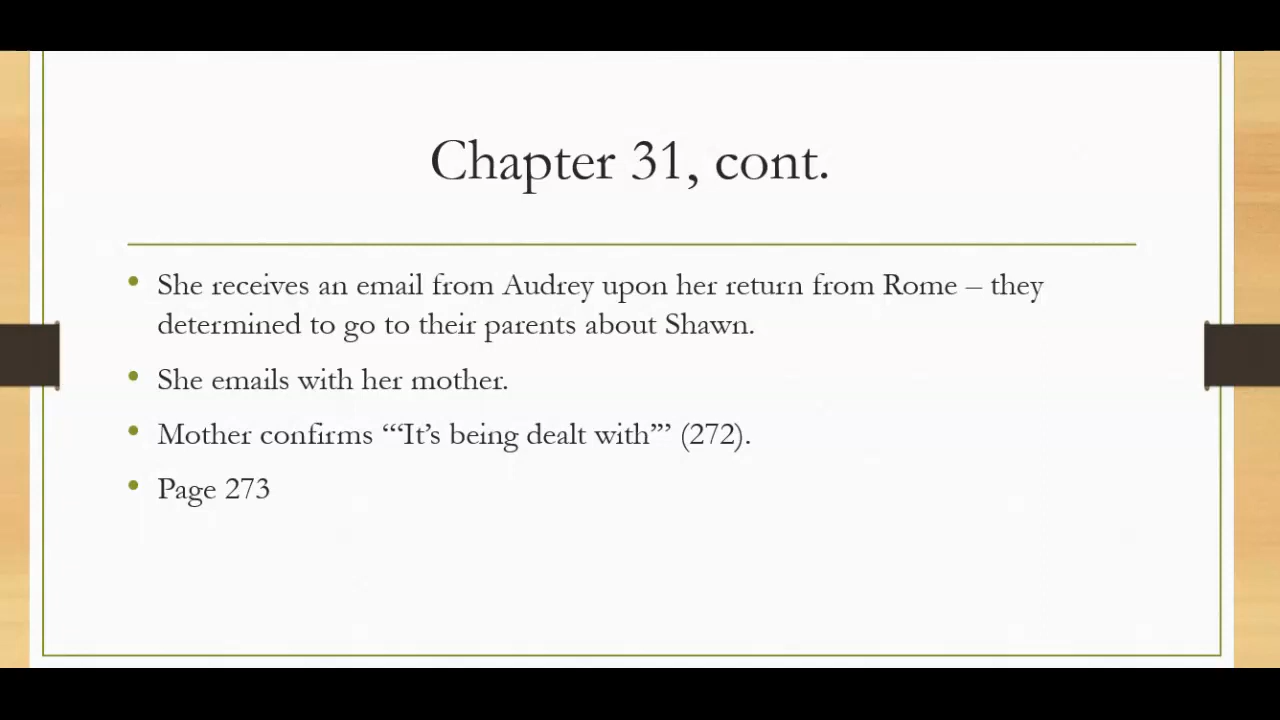 Chapter 31, cont.
• She receives an email from Audrey upon her return from Rome – they
determined to go to their parents about Shawn.
• She emails with her mother.
• Mother confirms “‘It’s being dealt with’” (272).
• Page 273